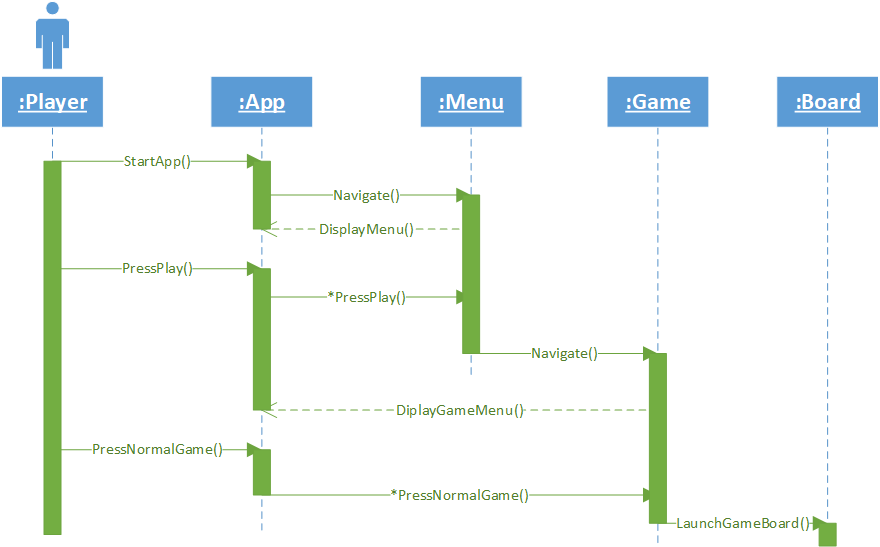 :Player
:App
:Menu
:Game
:Board
StartApp()
Navigate()
DisplayMenu()
PressPlay()
*PressPlay()
Navigate()
DiplayGameMenu()
PressNormalGame()
*PressNormalGame()
LaunchGameBoard()